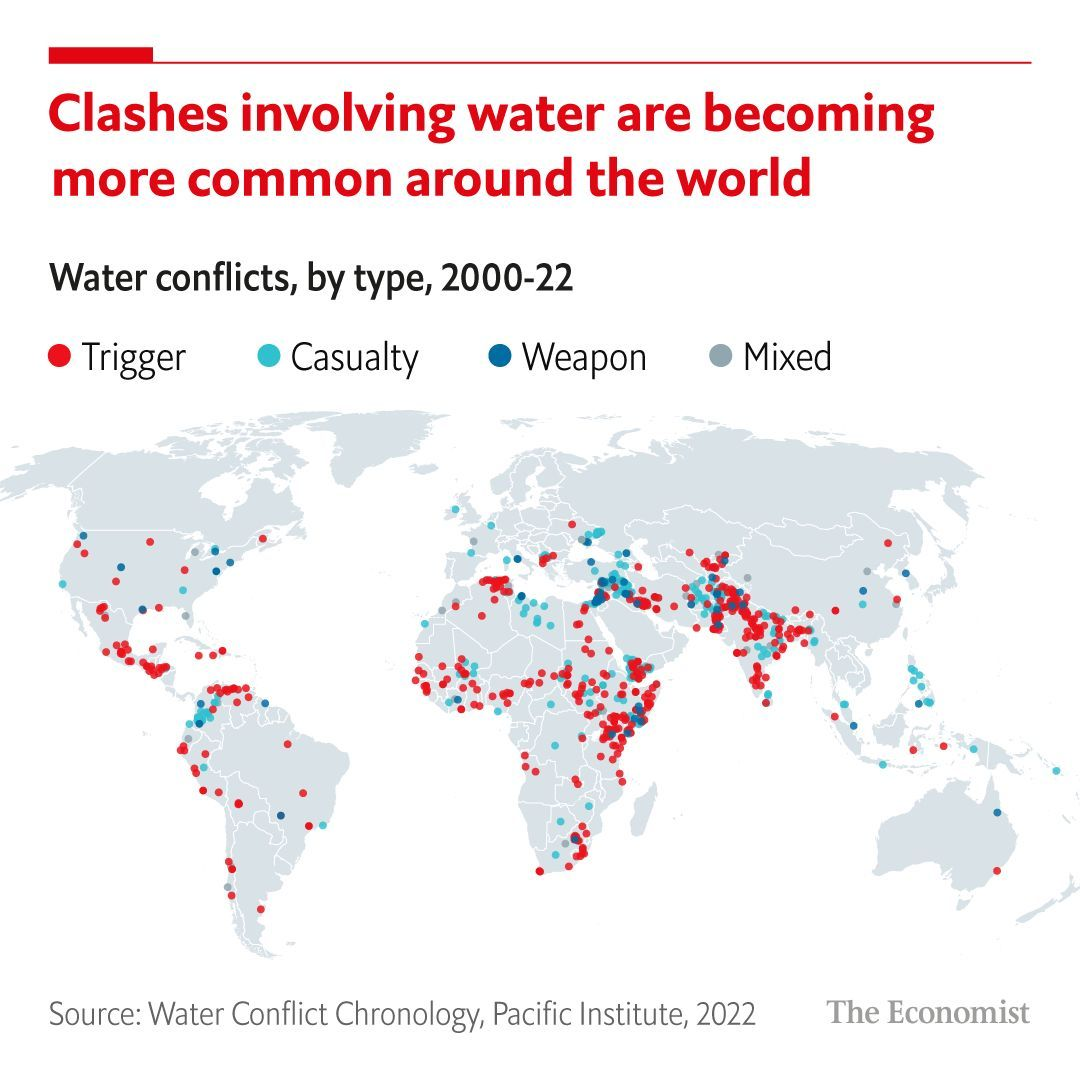 Clashes involving water are becoming
more common around the world
Water conflicts, by type, 2000-22
Trigger
Casualty
Weapon
Mixed
Source: Water Conflict Chronology, Pacific Institute, 2022
The Economist